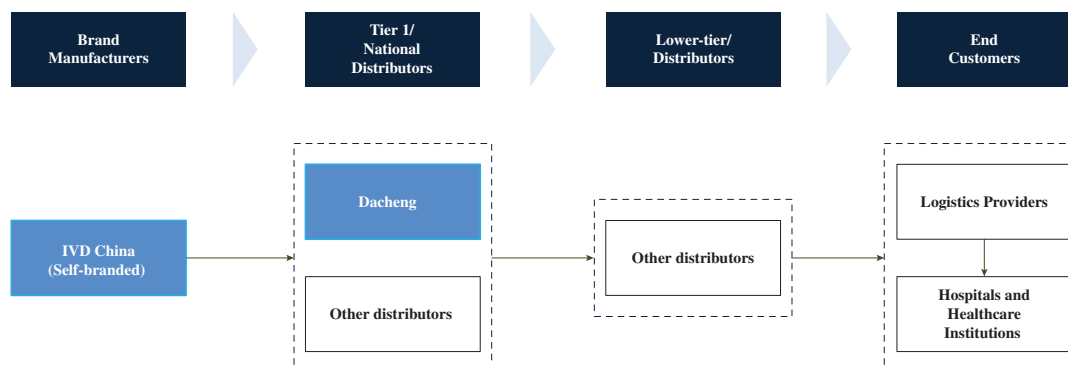 Brand
Manufacturers
Tier 1/
National
Distributors
Lower-tier/
Distributors
End
Customers
IVD China
(Self-branded)
Dacheng
Other distributors
Other distributors
Logistics Providers
Hospitals and
Healthcare
Institutions